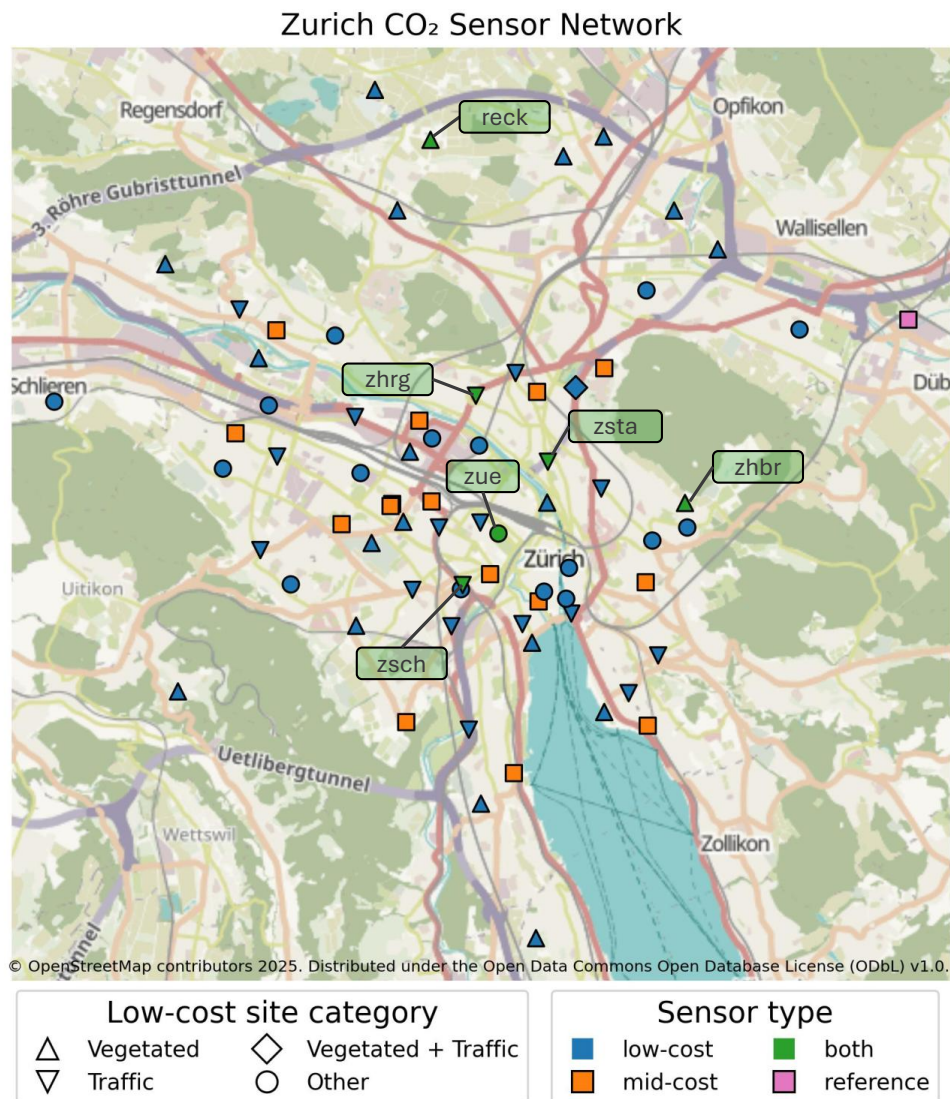 Zurich CO₂ Sensor Network
Regensdorf
reck
Opfikon
3. Röhre Gubristtunnel
Wallisellen
zhrg
Schlieren
Düb
zsta
zue
zhbr
Zürich
Uitikon
zsch
Uetlibergtunnel
Wettswil
Zollikon
tunnel
© OpenStreetMap contributors 2025. Distributed under the Open Data Commons Open Database License (ODbL) v1.0.
Low-cost site category
Vegetated
Vegetated + Traffic
Traffic
Other
Sensor type
low-cost
both
mid-cost
reference